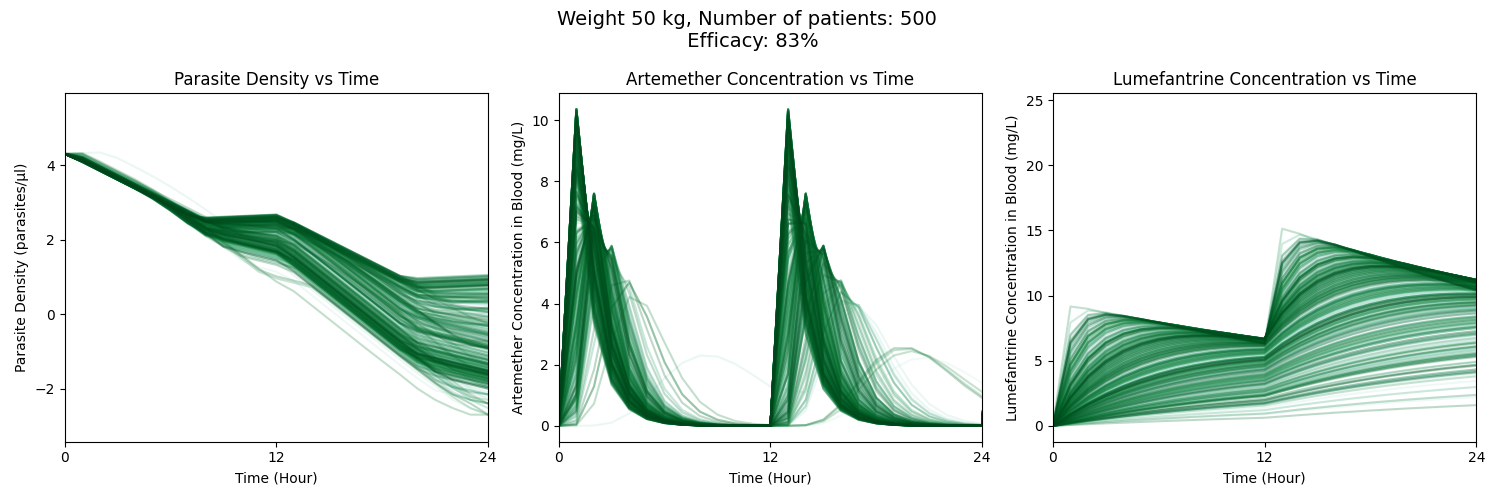 Weight 50 kg, Number of patients: 500
Efficacy: 83%
Parasite Density vs Time
Parasite Density (parasites/µl)
4
2
0
−2
0
12
24
Time (Hour)
Artemether Concentration vs Time
Artemether Concentration in Blood (mg/L)
10
8
6
4
2
0
0
12
24
Time (Hour)
Lumefantrine Concentration vs Time
Lumefantrine Concentration in Blood (mg/L)
25
20
15
10
5
0
0
12
24
Time (Hour)